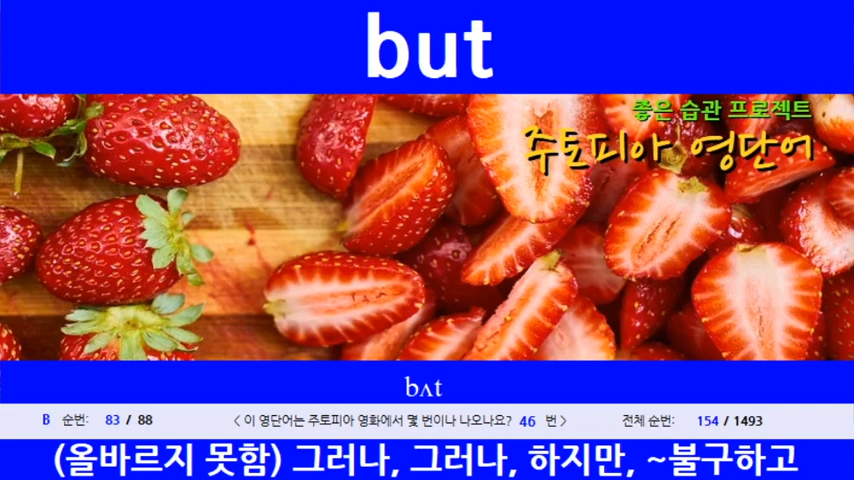 but
좋은 습관 프로젝트
주토피아 영단어
bʌt
B 순번: 83 / 88 < 이 영단어는 주토피아 영화에서 몇 번이나 나오나요? 46 번 > 전체 순번: 154 / 1493
(올바르지 못함) 그러나, 그러나, 하지만, ~불구하고